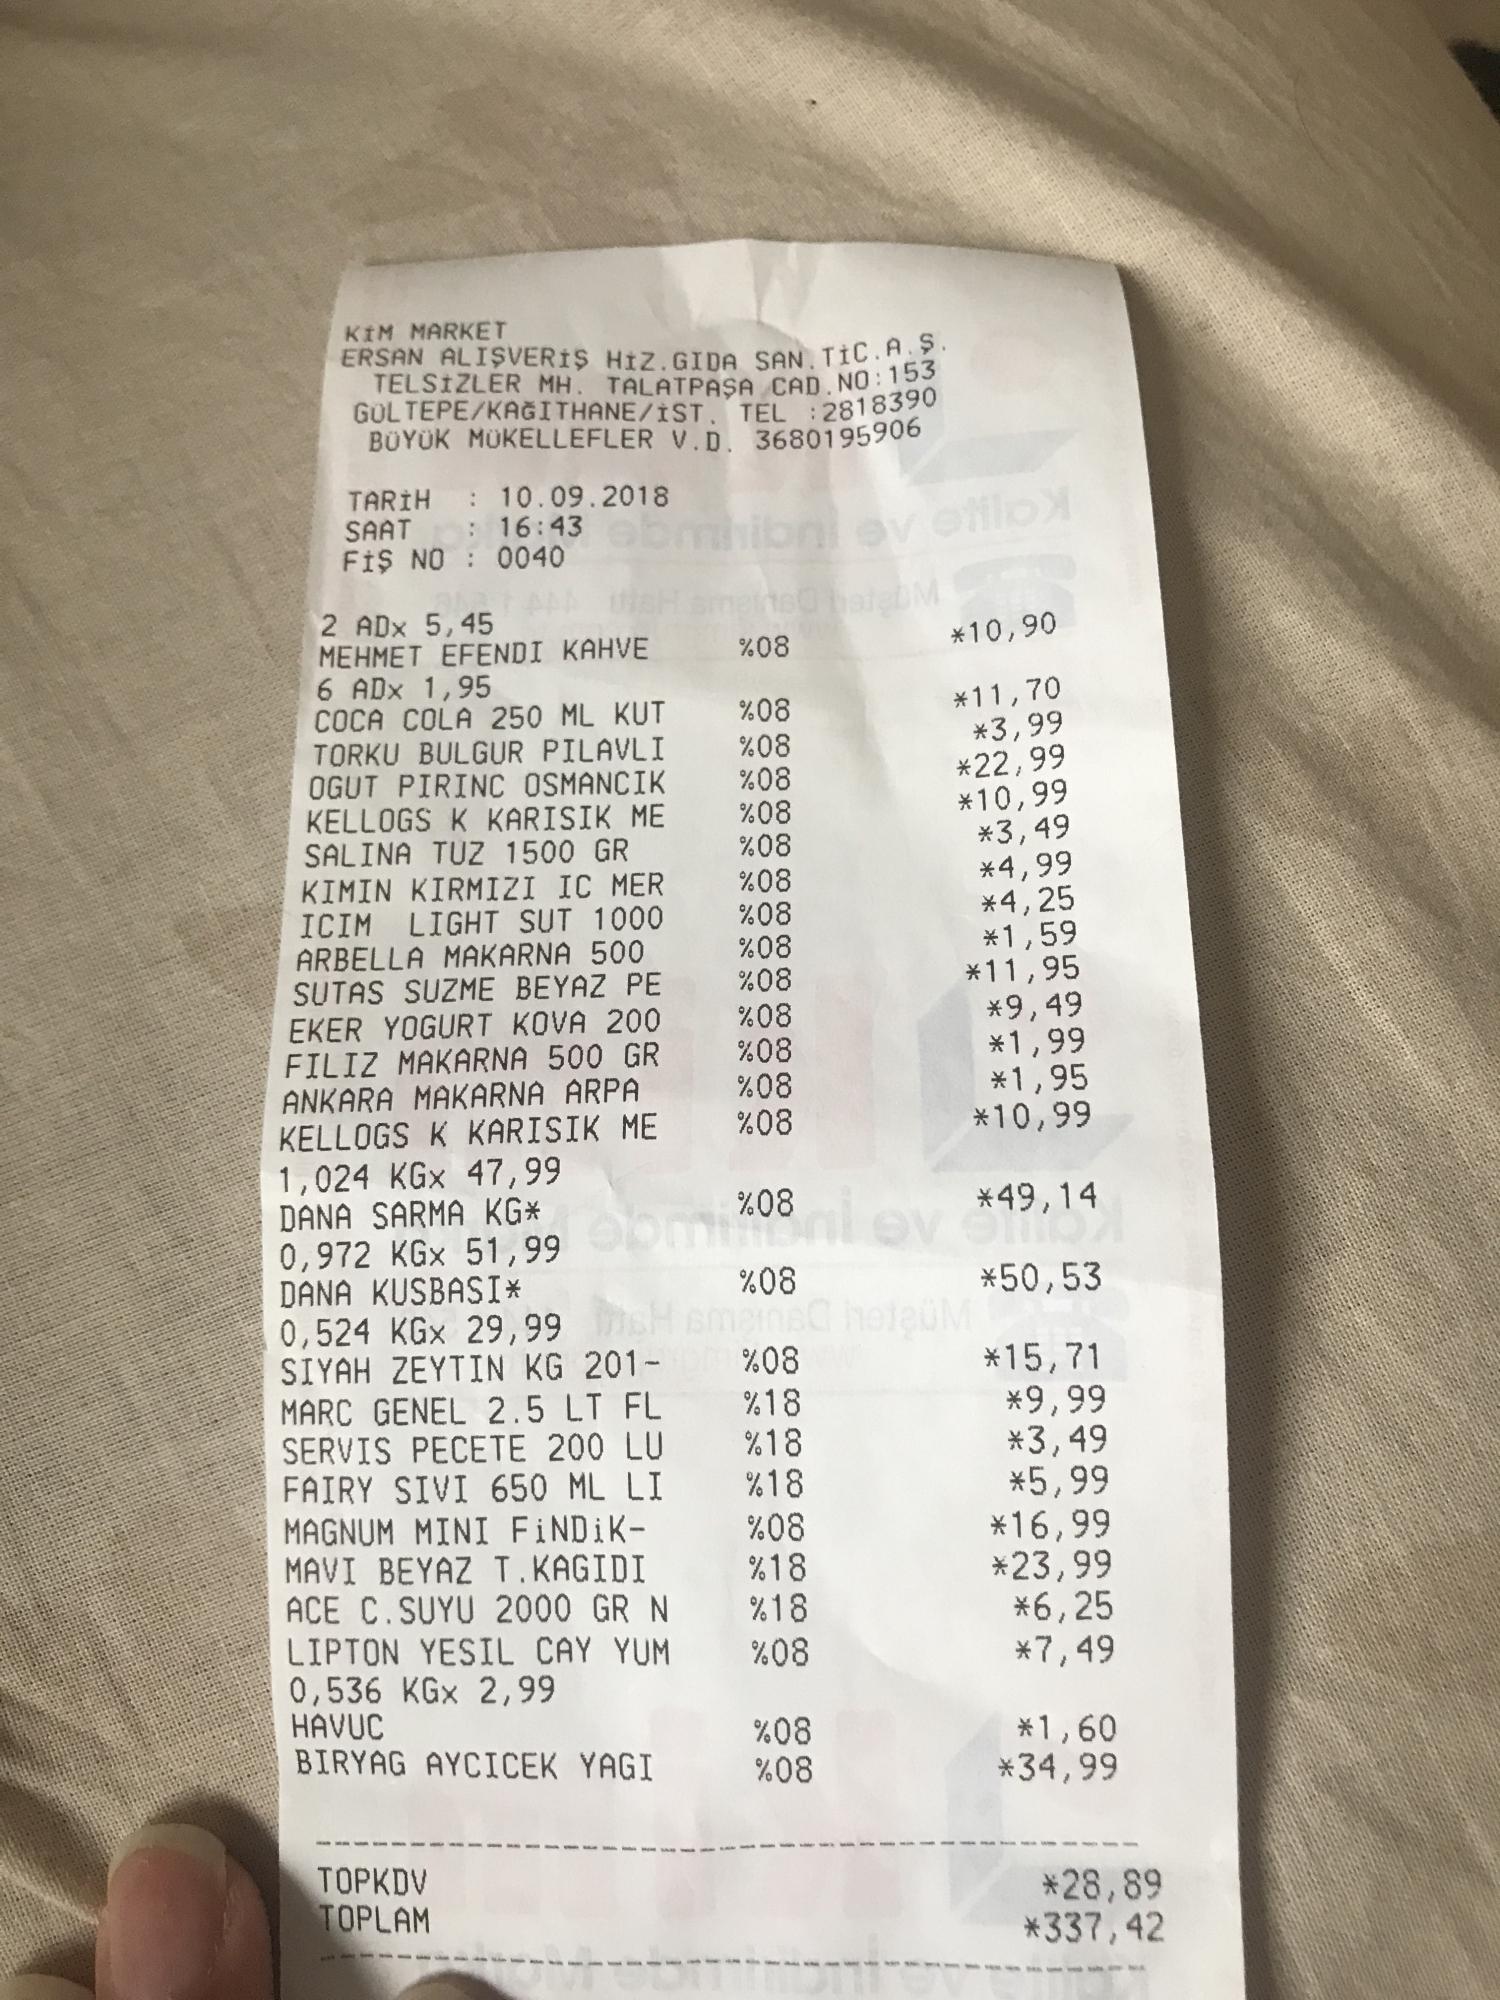 KİM MARKET
ERSAN ALIŞVERİŞ HİZ.GIDA SAN.TİC.A.Ş.
TELSİZLER MH. TALATPAŞA CAD.NO:153
GÜLTEPE/KAĞITHANE/İST. TEL :2818390
BÜYÜK MÜKELLEFLER V.D. 3680195906
TARİH : 10.09.2018
SAAT : 16:43
FİŞ NO : 0040
2 ADx 5,45
MEHMET EFENDI KAHVE %08 *10,90
6 ADx 1,95
COCA COLA 250 ML KUT %08 *11,70
TORKU BULGUR PILAVLI %08 *3,99
OGUT PIRINC OSMANCIK %08 *22,99
KELLOGS K KARISIK ME %08 *10,99
SALINA TUZ 1500 GR %08 *3,49
KIMIN KIRMIZI IC MER %08 *4,99
ICIM LIGHT SUT 1000 %08 *4,25
ARBELLA MAKARNA 500 %08 *1,59
SUTAS SUZME BEYAZ PE %08 *11,95
EKER YOGURT KOVA 200 %08 *9,49
FILIZ MAKARNA 500 GR %08 *1,99
ANKARA MAKARNA ARPA %08 *1,95
KELLOGS K KARISIK ME %08 *10,99
1,024 KGx 47,99
DANA SARMA KG* %08 *49,14
0,972 KGx 51,99
DANA KUSBASI* %08 *50,53
0,524 KGx 29,99
SIYAH ZEYTIN KG 201- %08 *15,71
MARC GENEL 2.5 LT FL %18 *9,99
SERVIS PECETE 200 LU %18 *3,49
FAIRY SIVI 650 ML LI %18 *5,99
MAGNUM MINI FiNDiK- %08 *16,99
MAVI BEYAZ T.KAGIDI %18 *23,99
ACE C.SUYU 2000 GR N %18 *6,25
LIPTON YESIL CAY YUM %08 *7,49
0,536 KGx 2,99
HAVUC %08 *1,60
BIRYAG AYCICEK YAGI %08 *34,99
TOPKDV *28,89
TOPLAM *337,42